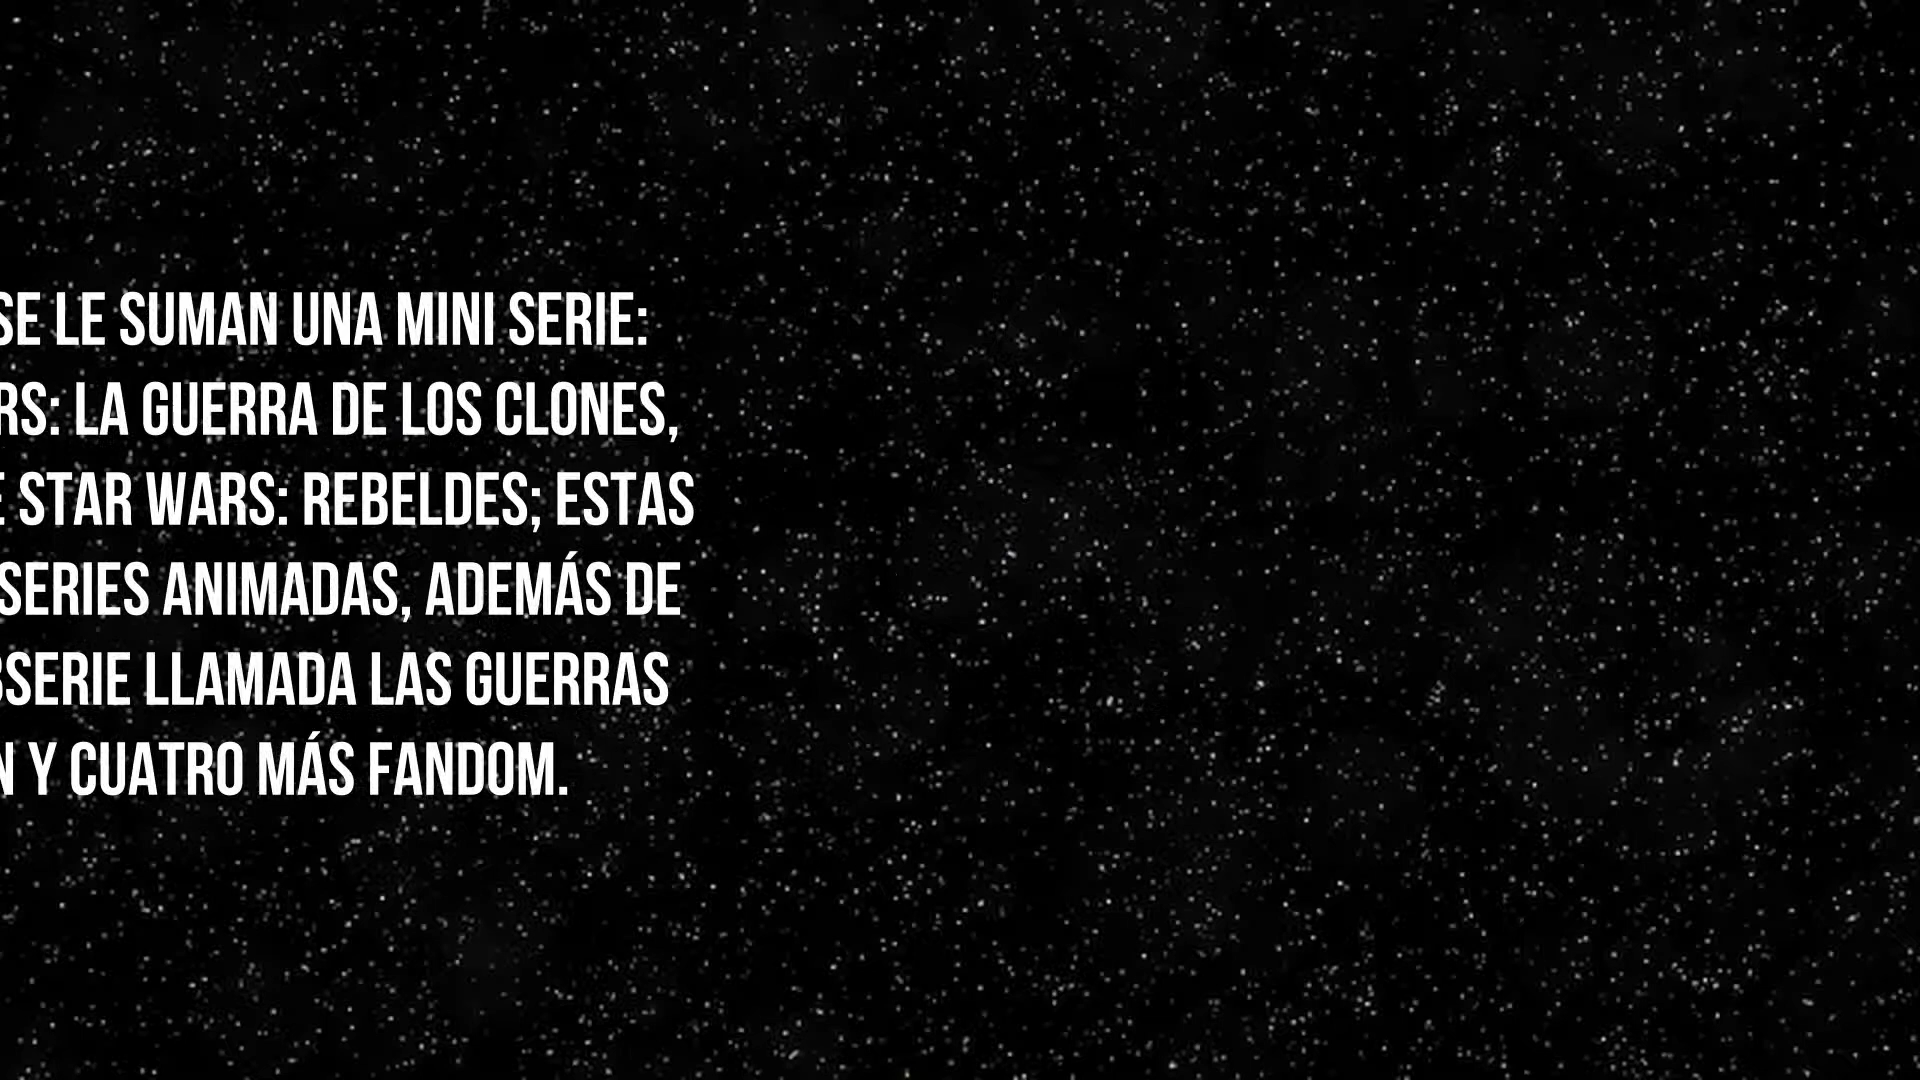 SE LE SUMAN UNA MINI SERIE:
RS: LA GUERRA DE LOS CLONES,
E STAR WARS: REBELDES; ESTAS
SERIES ANIMADAS, ADEMÁS DE
BSERIE LLAMADA LAS GUERRAS
N Y CUATRO MÁS FANDOM.